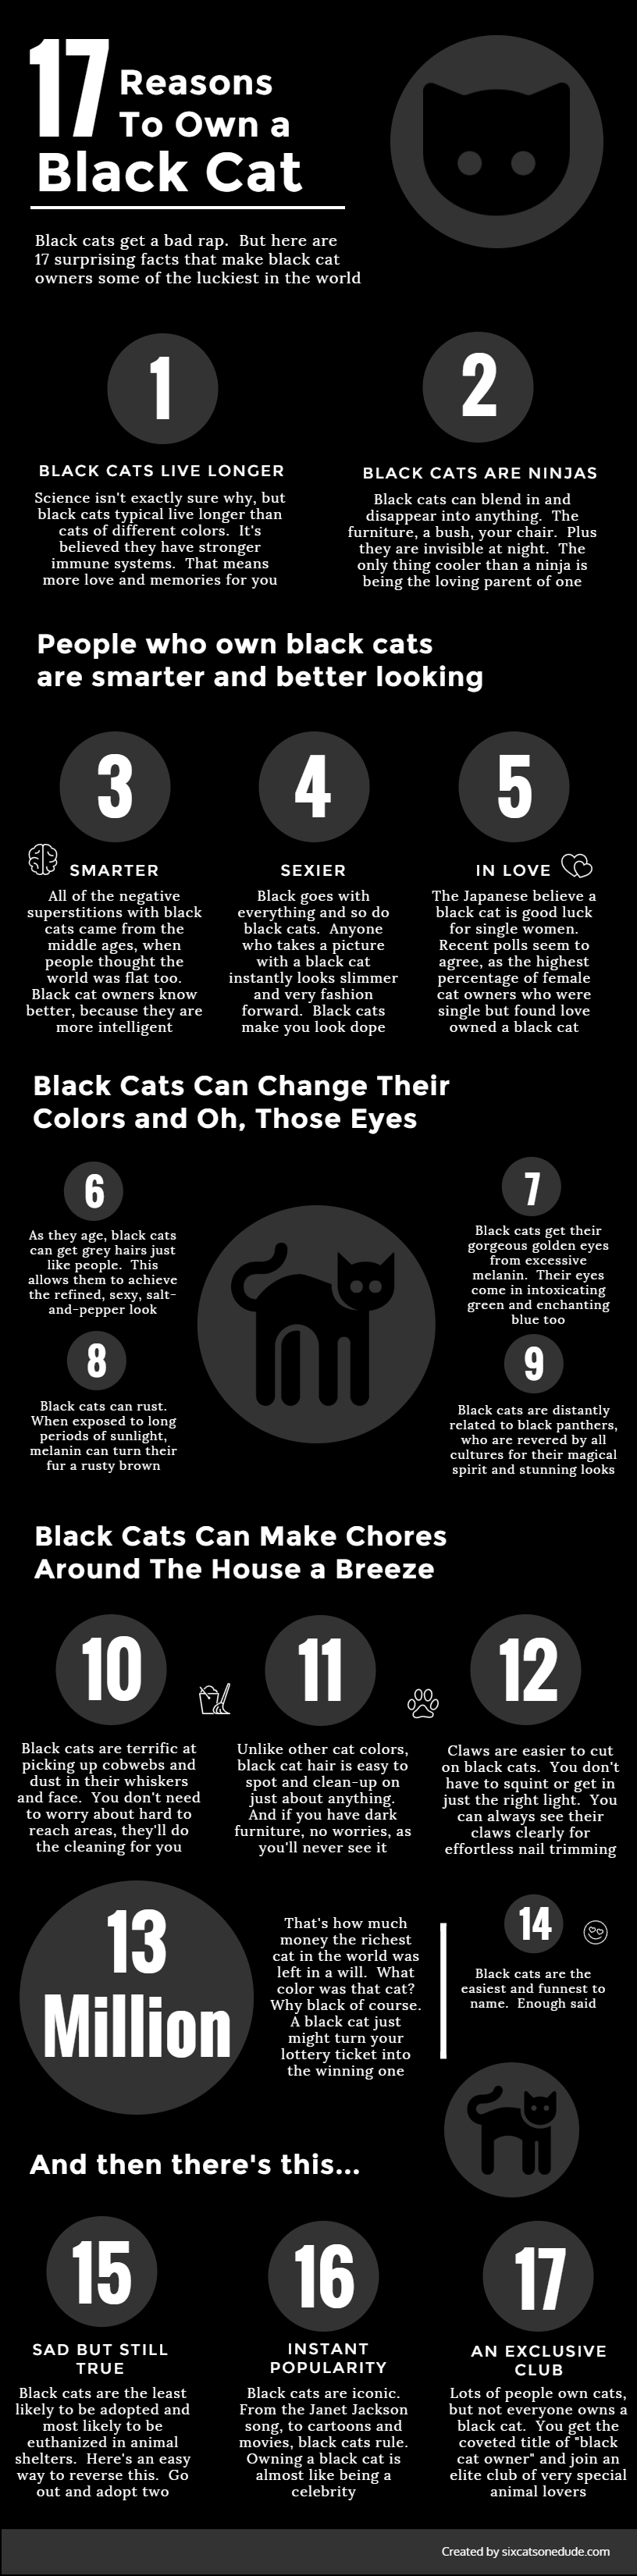 17 Reasons
To Own a
Black Cat
Black cats get a bad rap.  But here are
17 surprising facts that make black cat
owners some of the luckiest in the world
1
BLACK CATS LIVE LONGER
Science isn't exactly sure why, but
black cats typical live longer than
cats of different colors.  It's
believed they have stronger
immune systems.  That means
more love and memories for you
2
BLACK CATS ARE NINJAS
Black cats can blend in and
disappear into anything.  The
furniture, a bush, your chair.  Plus
they are invisible at night.  The
only thing cooler than a ninja is
being the loving parent of one
People who own black cats
are smarter and better looking
3
SMARTER
All of the negative
superstitions with black
cats came from the
middle ages, when
people thought the
world was flat too.
Black cat owners know
better, because they are
more intelligent
4
SEXIER
Black goes with
everything and so do
black cats.  Anyone
who takes a picture
with a black cat
instantly looks slimmer
and very fashion
forward.  Black cats
make you look dope
5
IN LOVE
The Japanese believe a
black cat is good luck
for single women.
Recent polls seem to
agree, as the highest
percentage of female
cat owners who were
single but found love
owned a black cat
Black Cats Can Change Their
Colors and Oh, Those Eyes
6
As they age, black cats
can get grey hairs just
like people.  This
allows them to achieve
the refined, sexy, salt-
and-pepper look
7
Black cats get their
gorgeous golden eyes
from excessive
melanin.  Their eyes
come in intoxicating
green and enchanting
blue too
8
Black cats can rust.
When exposed to long
periods of sunlight,
melanin can turn their
fur a rusty brown
9
Black cats are distantly
related to black panthers,
who are revered by all
cultures for their magical
spirit and stunning looks
Black Cats Can Make Chores
Around The House a Breeze
10
Black cats are terrific at
picking up cobwebs and
dust in their whiskers
and face.  You don't need
to worry about hard to
reach areas, they'll do
the cleaning for you
11
Unlike other cat colors,
black cat hair is easy to
spot and clean-up on
just about anything.
And if you have dark
furniture, no worries, as
you'll never see it
12
Claws are easier to cut
on black cats.  You don't
have to squint or get in
just the right light.  You
can always see their
claws clearly for
effortless nail trimming
13
Million
That's how much
money the richest
cat in the world was
left in a will.  What
color was that cat?
Why black of course.
A black cat just
might turn your
lottery ticket into
the winning one
14
Black cats are the
easiest and funnest to
name.  Enough said
And then there's this...
15
SAD BUT STILL
TRUE
Black cats are the least
likely to be adopted and
most likely to be
euthanized in animal
shelters.  Here's an easy
way to reverse this.  Go
out and adopt two
16
INSTANT
POPULARITY
Black cats are iconic.
From the Janet Jackson
song, to cartoons and
movies, black cats rule.
Owning a black cat is
almost like being a
celebrity
17
AN EXCLUSIVE
CLUB
Lots of people own cats,
but not everyone owns a
black cat.  You get the
coveted title of "black
cat owner" and join an
elite club of very special
animal lovers
Created by sixcatsonedude.com